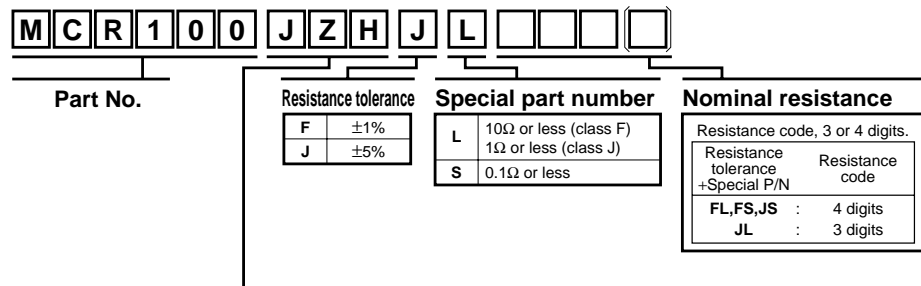 MCR100 JZH J L
Part No.
Resistance tolerance
F ±1%
J ±5%
Special part number
L 10Ω or less (class F)
1Ω or less (class J)
S 0.1Ω or less
Nominal resistance
Resistance code, 3 or 4 digits.
Resistance
tolerance
+Special P/N
Resistance
code
FL,FS,JS : 4 digits
JL : 3 digits